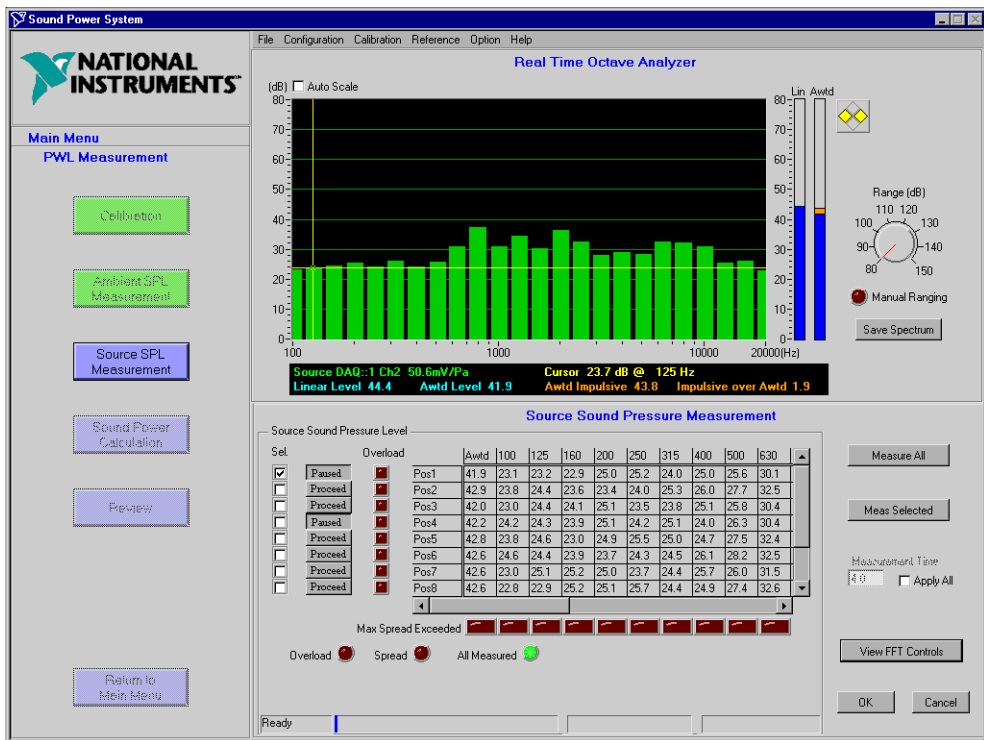 Sound Power System
NATIONAL
INSTRUMENTS™
Main Menu
PWL Measurement
Calibration
Ambient SPL
Measurement
Source SPL
Measurement
Sound Power
Calculation
Review
Return to
Main Menu
File Configuration Calibration Reference Option Help
Real Time Octave Analyzer
(dB) Auto Scale
80-
70-
60-
50-
40-
30-
20-
10-
0-
100 1000 10000 20000(Hz)
Lin Awtd
80-
70-
60-
50-
40-
30-
20-
10-
0-
Range (dB)
80 90 100 110 120 130 140 150
Manual Ranging
Save Spectrum
Source DAQ::1 Ch2 50.6mV/Pa Cursor 23.7 dB @ 125 Hz
Linear Level 44.4 Awtd Level 41.9 Awtd Impulsive 43.8 Impulsive over Awtd 1.9
Source Sound Pressure Measurement
Source Sound Pressure Level
Sel. Overload Awtd 100 125 160 200 250 315 400 500 630
Paused Pos1 41.9 23.1 23.2 22.9 25.0 25.2 24.0 25.0 25.6 30.1
Proceed Pos2 42.9 23.8 24.4 23.6 23.4 24.0 25.3 26.0 27.7 32.5
Proceed Pos3 42.0 23.0 24.4 24.1 25.1 23.5 23.8 25.1 25.8 30.4
Paused Pos4 42.2 24.2 24.3 23.9 25.1 24.2 25.1 24.0 26.3 30.4
Proceed Pos5 42.8 23.8 24.6 23.0 24.9 25.5 25.0 24.7 27.5 32.4
Proceed Pos6 42.6 24.6 24.4 23.9 23.7 24.3 24.5 26.1 28.2 32.5
Proceed Pos7 42.6 23.0 25.1 25.2 25.0 23.7 24.4 25.7 26.0 31.5
Proceed Pos8 42.6 22.8 22.9 25.2 25.1 25.7 24.4 24.9 27.4 32.6
Max Spread Exceeded
Overload Spread All Measured
Measure All
Meas Selected
Measurement Time
4.0 Apply All
View FFT Controls
OK Cancel
Ready